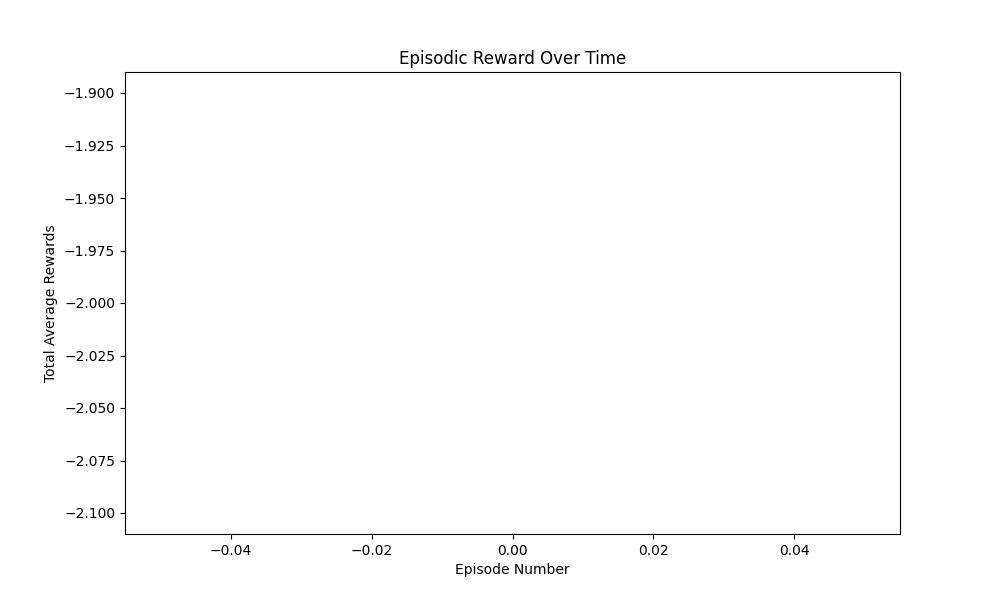 Episodic Reward Over Time
−1.900
−1.925
−1.950
−1.975
−2.000
−2.025
−2.050
−2.075
−2.100
Total Average Rewards
−0.04 −0.02 0.00 0.02 0.04
Episode Number